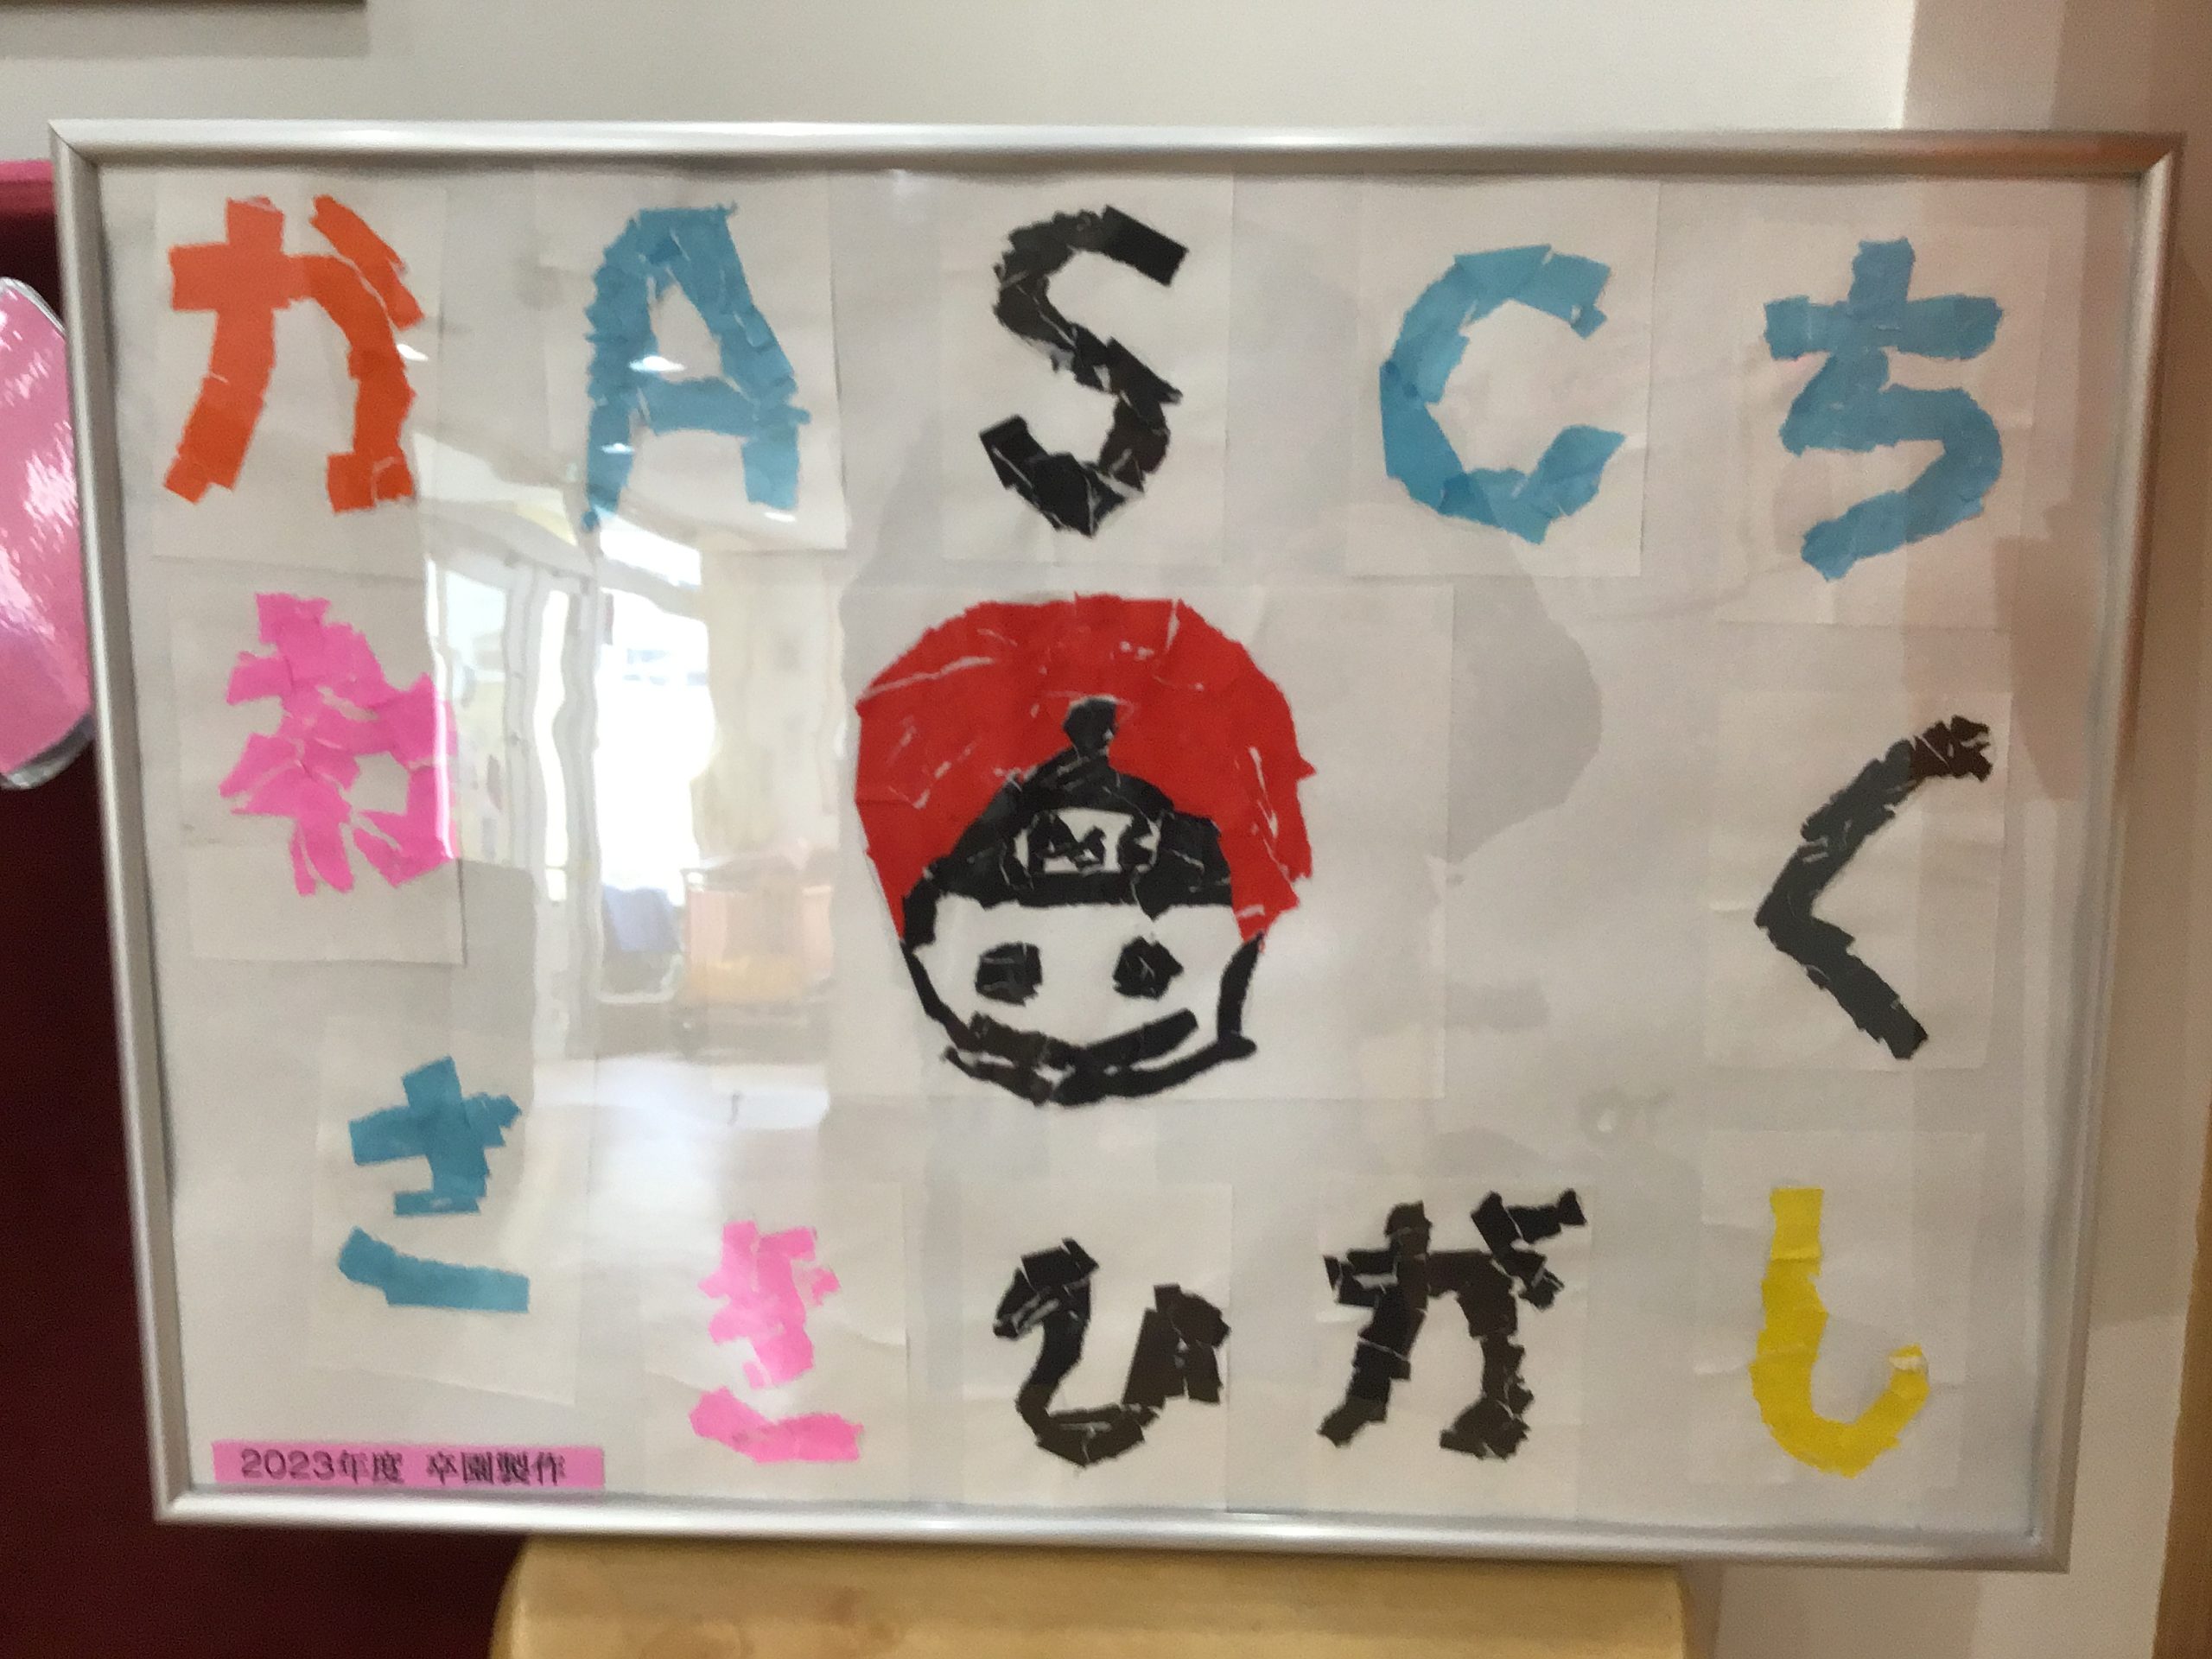 かASCち
わ く
さ
きひがし
2023年度 卒園製作